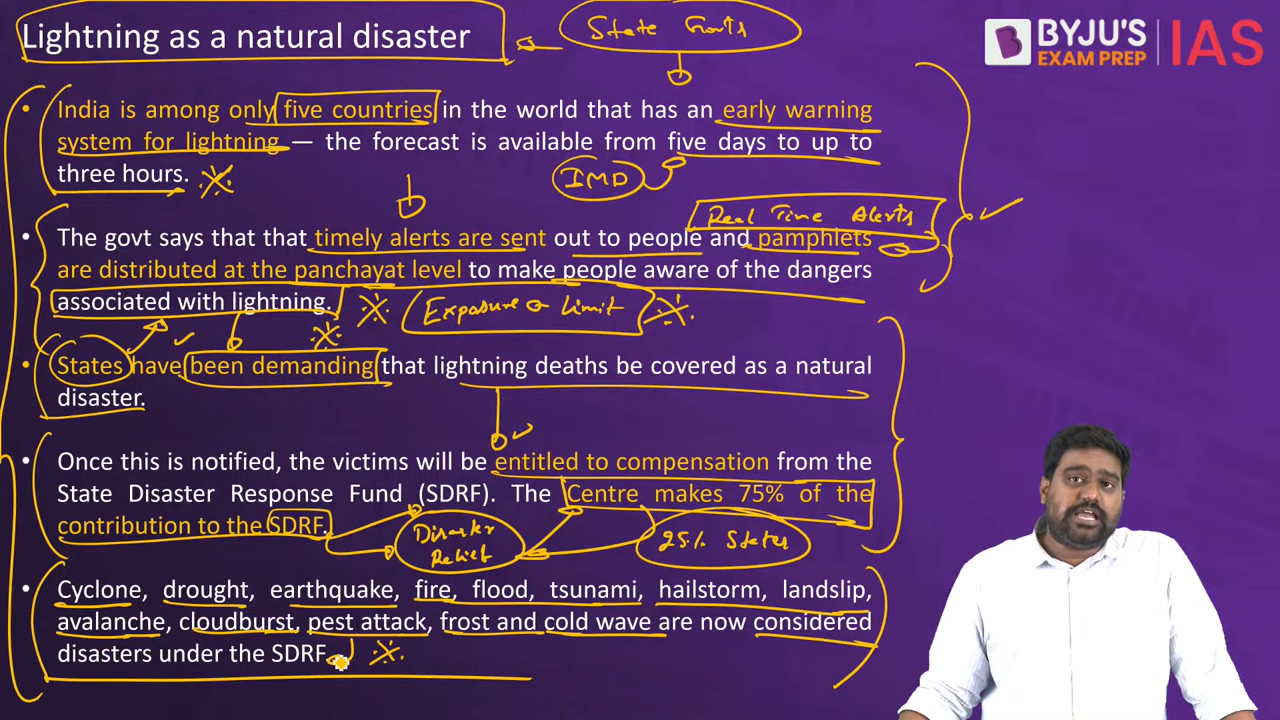 Lightning as a natural disaster
State Govts
BYJU'S
EXAM PREP
IAS
• India is among only five countries in the world that has an early warning
system for lightning — the forecast is available from five days to up to
three hours.
IMD
Real Time Alerts
• The govt says that that timely alerts are sent out to people and pamphlets
are distributed at the panchayat level to make people aware of the dangers
associated with lightning.
Exposure Limit
• States have been demanding that lightning deaths be covered as a natural
disaster.
• Once this is notified, the victims will be entitled to compensation from the
State Disaster Response Fund (SDRF). The Centre makes 75% of the
contribution to the SDRF.
Disaster
Relief
25% States
• Cyclone, drought, earthquake, fire, flood, tsunami, hailstorm, landslip,
avalanche, cloudburst, pest attack, frost and cold wave are now considered
disasters under the SDRF.